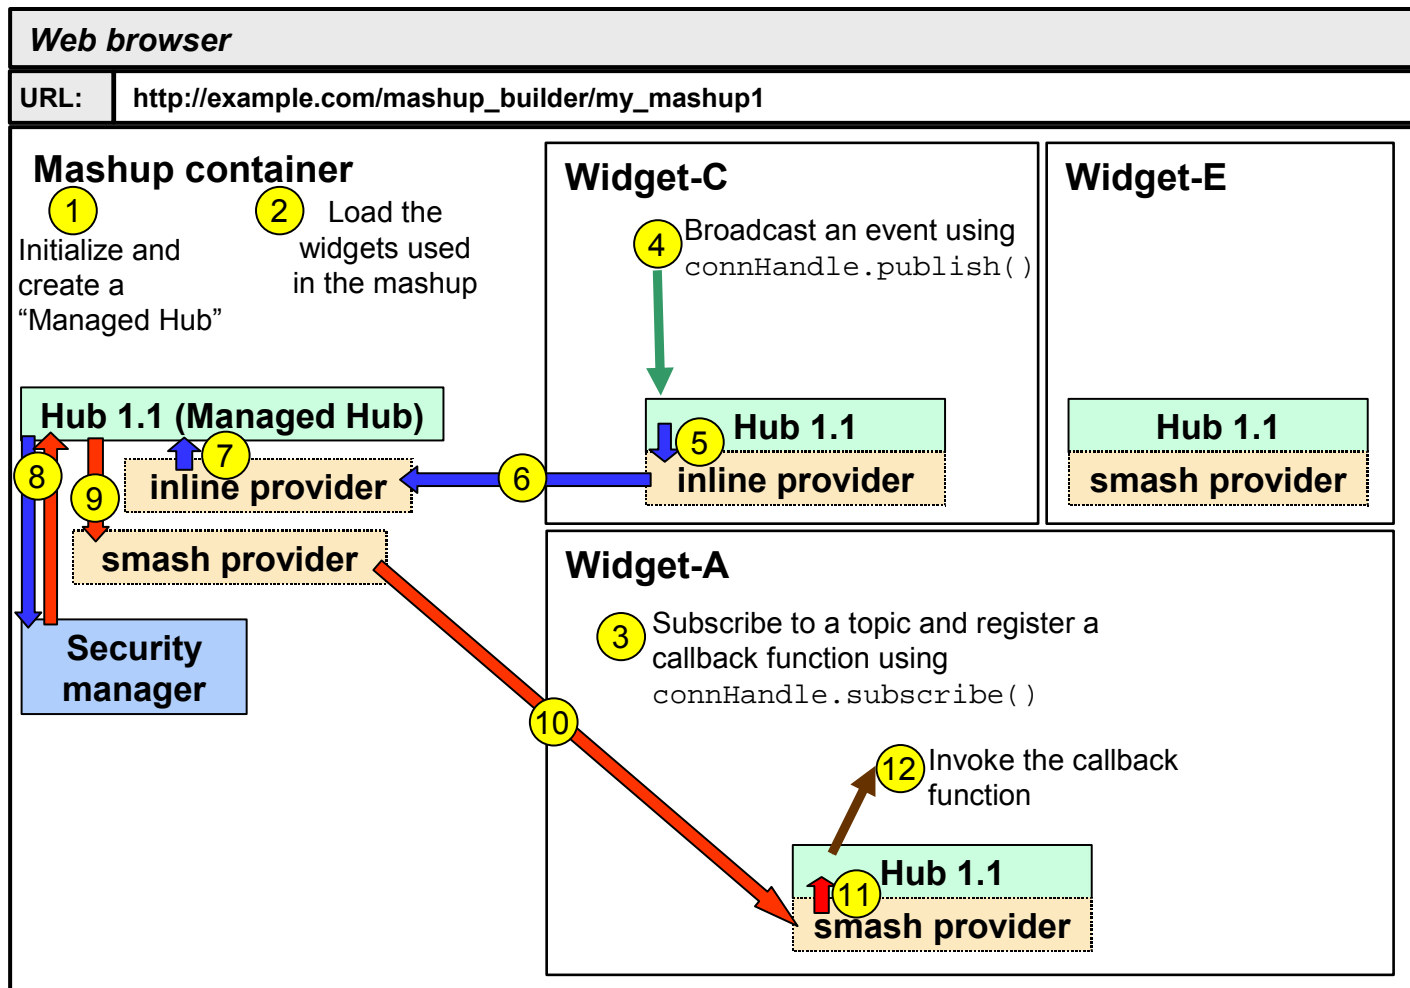 Web browser
URL:
http://example.com/mashup_builder/my_mashup1
Mashup container
1
Initialize and
create a
“Managed Hub”
2
Load the
widgets used
in the mashup
Hub 1.1 (Managed Hub)
7
inline provider
8
9
smash provider
Security
manager
6
Widget-C
4
Broadcast an event using
connHandle.publish()
5
Hub 1.1
inline provider
Widget-E
Hub 1.1
smash provider
Widget-A
3
Subscribe to a topic and register a
callback function using
connHandle.subscribe()
10
12
Invoke the callback
function
Hub 1.1
11
smash provider